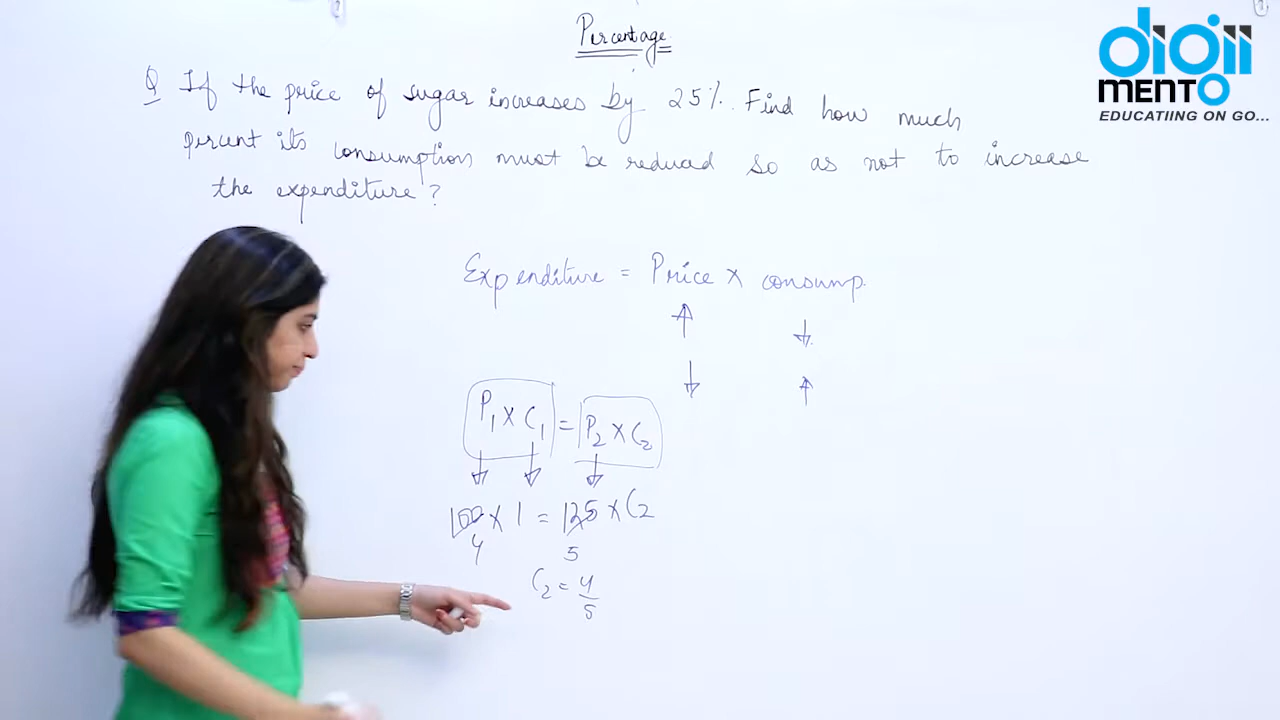 Percentage
digii
MENTO
EDUCATIING ON GO...
Q If the price of sugar increases by 25%. Find how much
percent its consumption must be reduced so as not to increase
the expenditure?
Expenditure = Price × consump.
↑ ↓
↓ ↑
P₁ × C₁ = P₂ × C₂
↓ ↓ ↓
100 × 1 = 125 × C₂
4 5
C₂ = 4/5